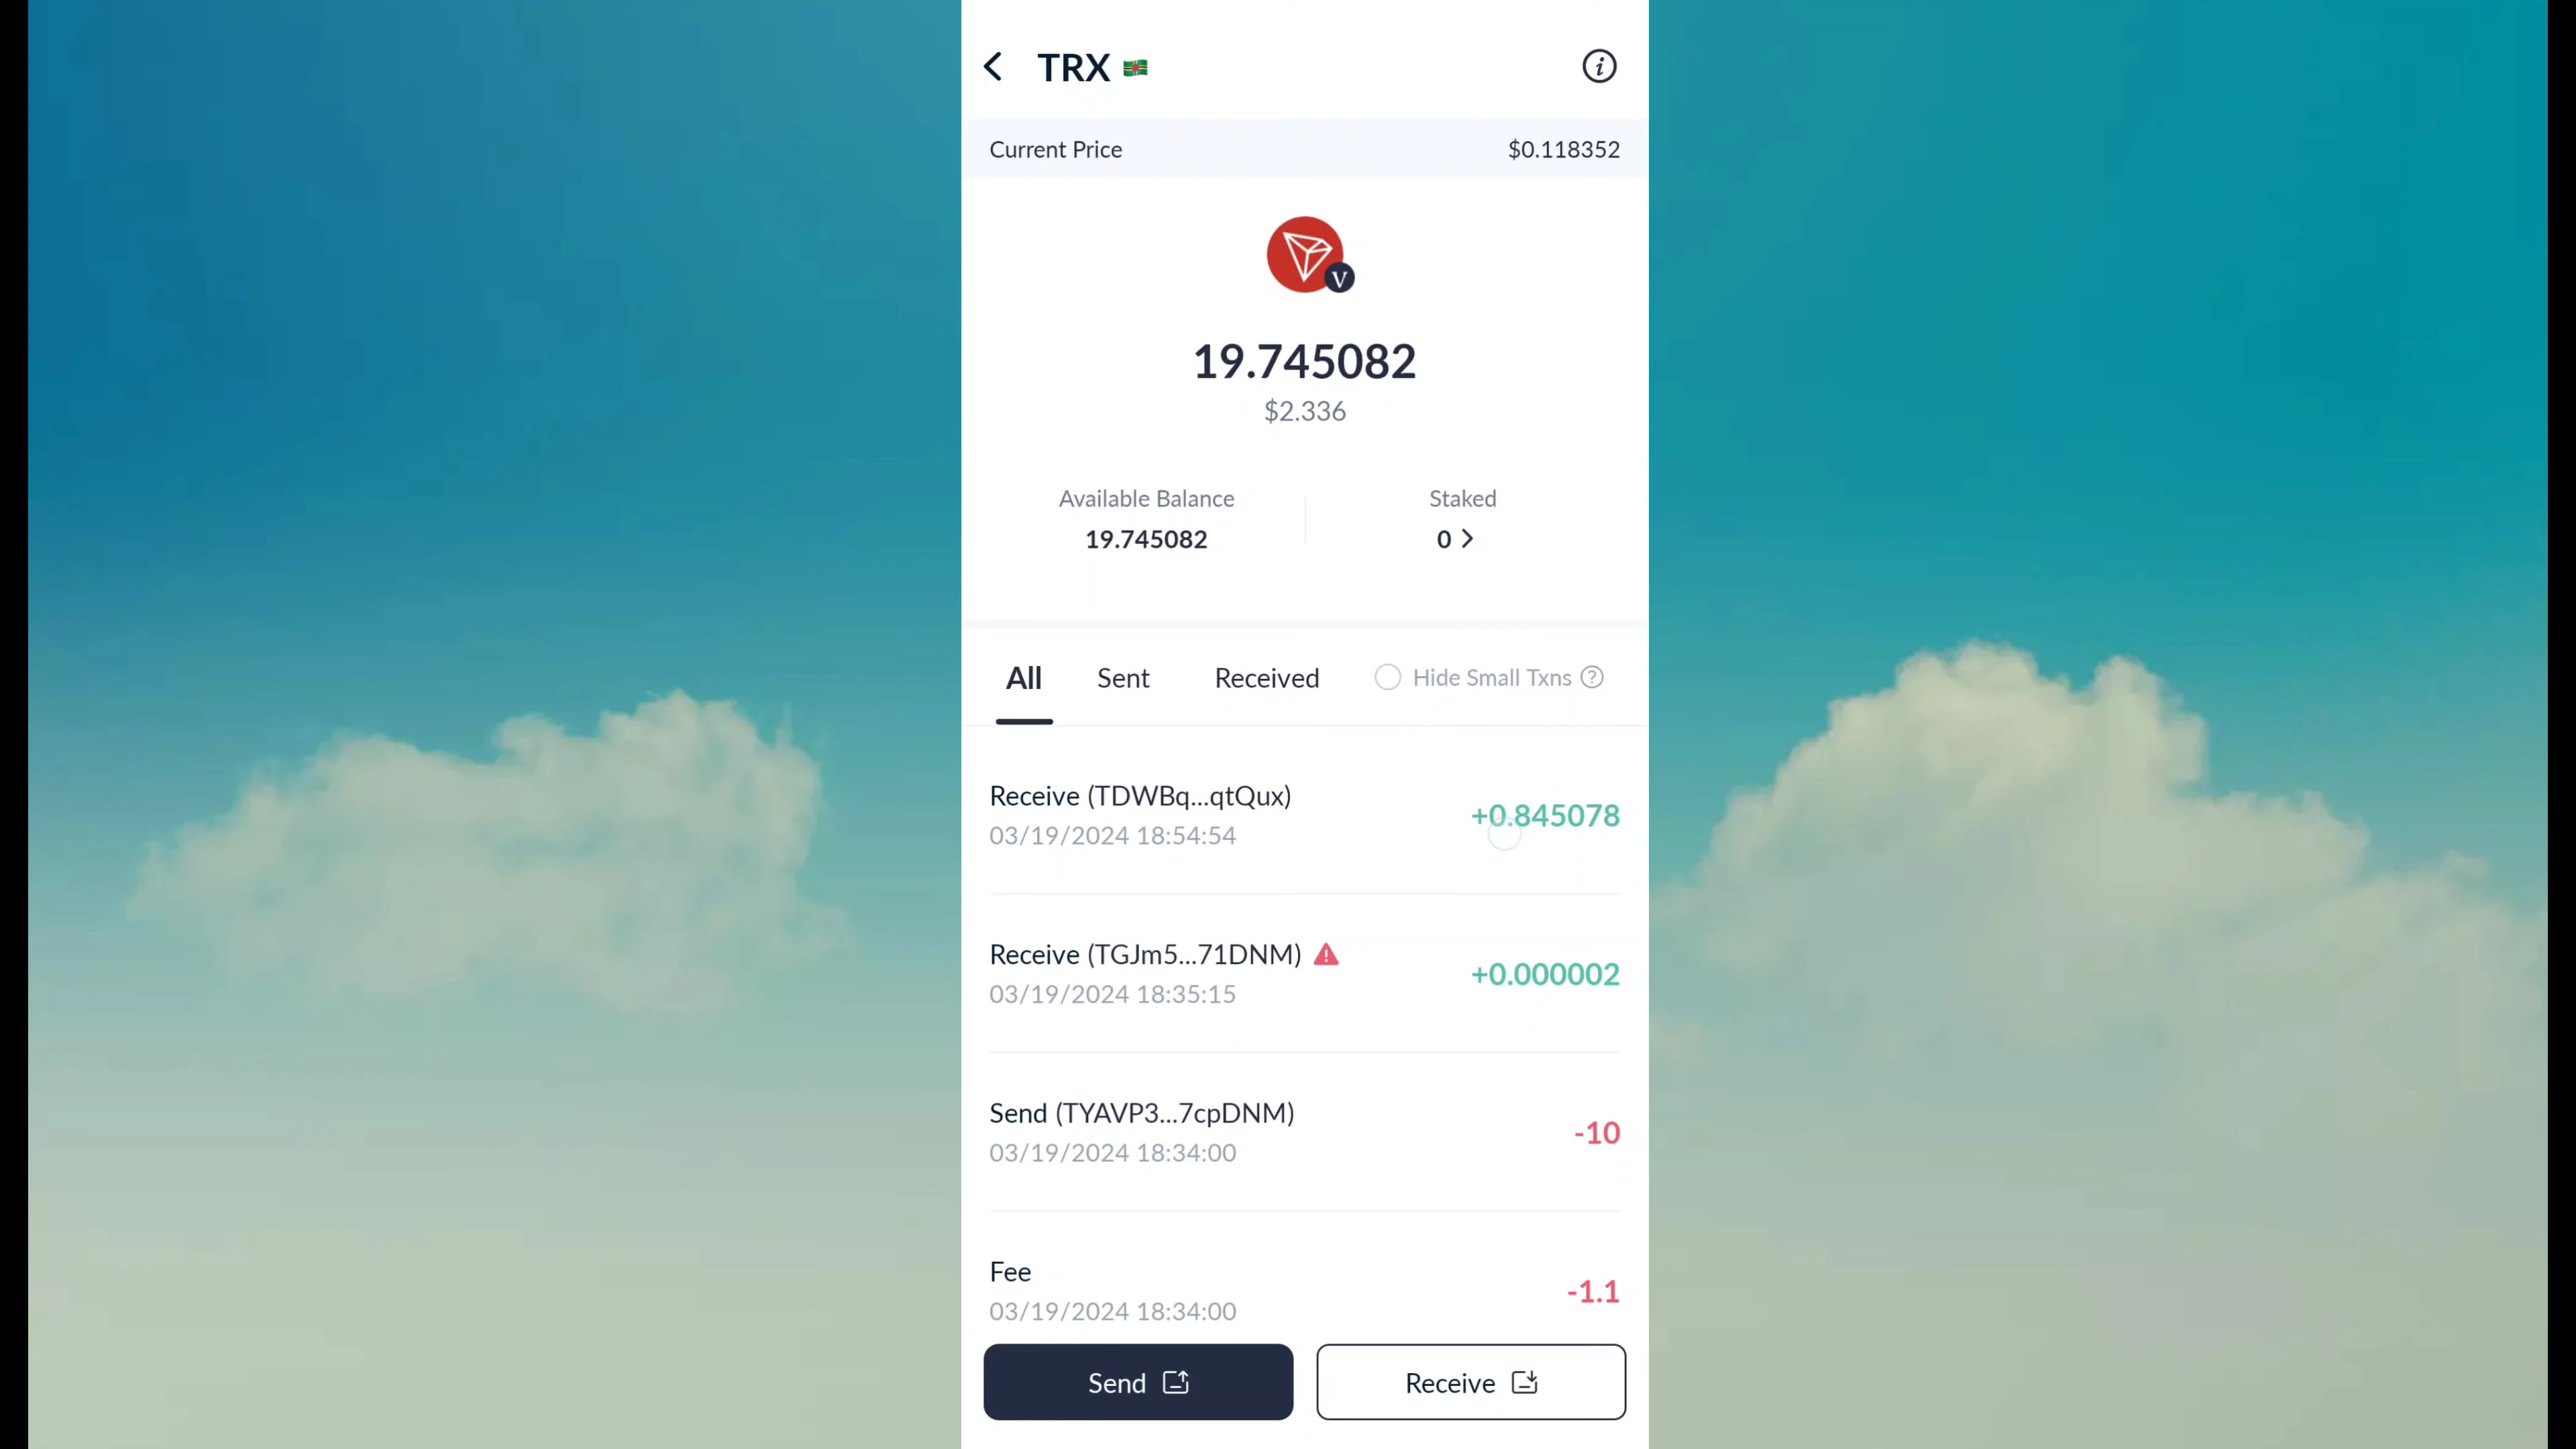 TRX
Current Price $0.118352
V
19.745082
$2.336
Available Balance Staked
19.745082 0
All Sent Received Hide Small Txns ?
Receive (TDWBq...qtQux) +0.845078
03/19/2024 18:54:54
Receive (TGJm5...71DNM) +0.000002
03/19/2024 18:35:15
Send (TYAVP3...7cpDNM) -10
03/19/2024 18:34:00
Fee -1.1
03/19/2024 18:34:00
Send Receive